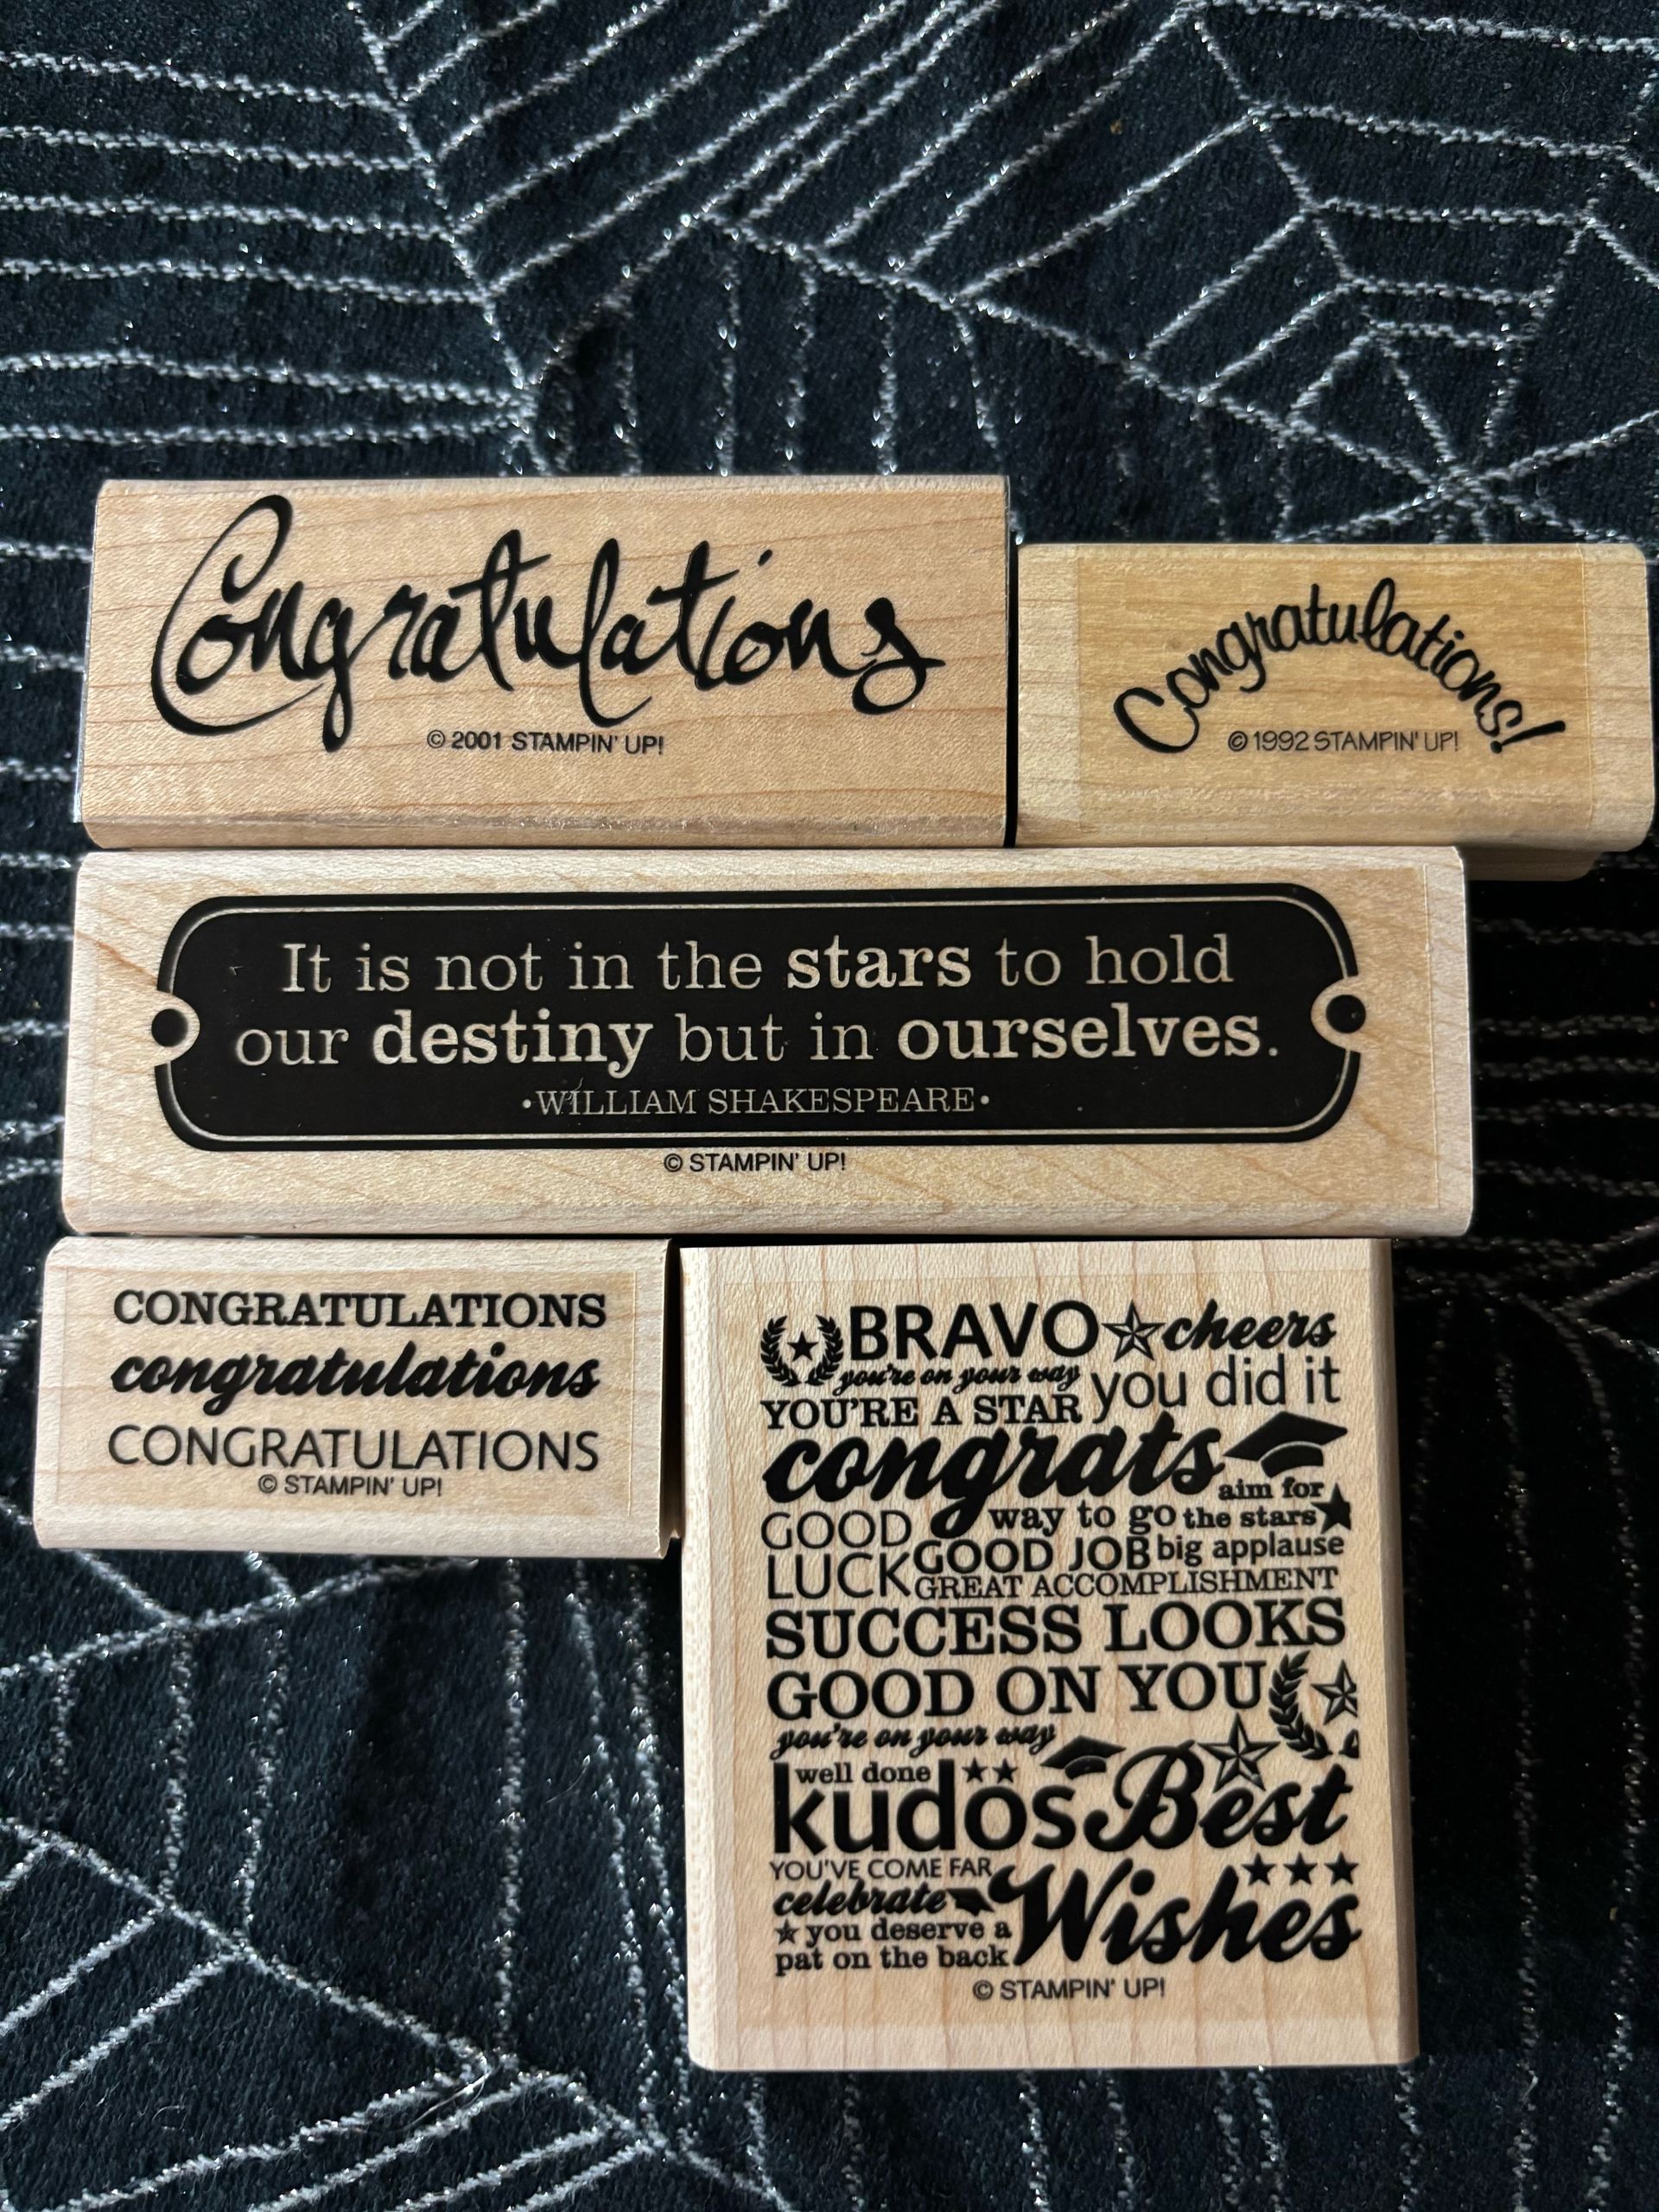 Congratulations
© 2001 STAMPIN' UP!
Congratulations!
© 1992 STAMPIN' UP!
It is not in the stars to hold
our destiny but in ourselves.
•WILLIAM SHAKESPEARE•
© STAMPIN' UP!
CONGRATULATIONS
congratulations
CONGRATULATIONS
© STAMPIN' UP!
BRAVO cheers
you're on your way you did it
YOU'RE A STAR
congrats
aim for
GOOD way to go the stars
LUCK GOOD JOB big applause
GREAT ACCOMPLISHMENT
SUCCESS LOOKS
GOOD ON YOU
you're on your way
well done
kudos Best
YOU'VE COME FAR
celebrate Wishes
you deserve a
pat on the back
© STAMPIN' UP!